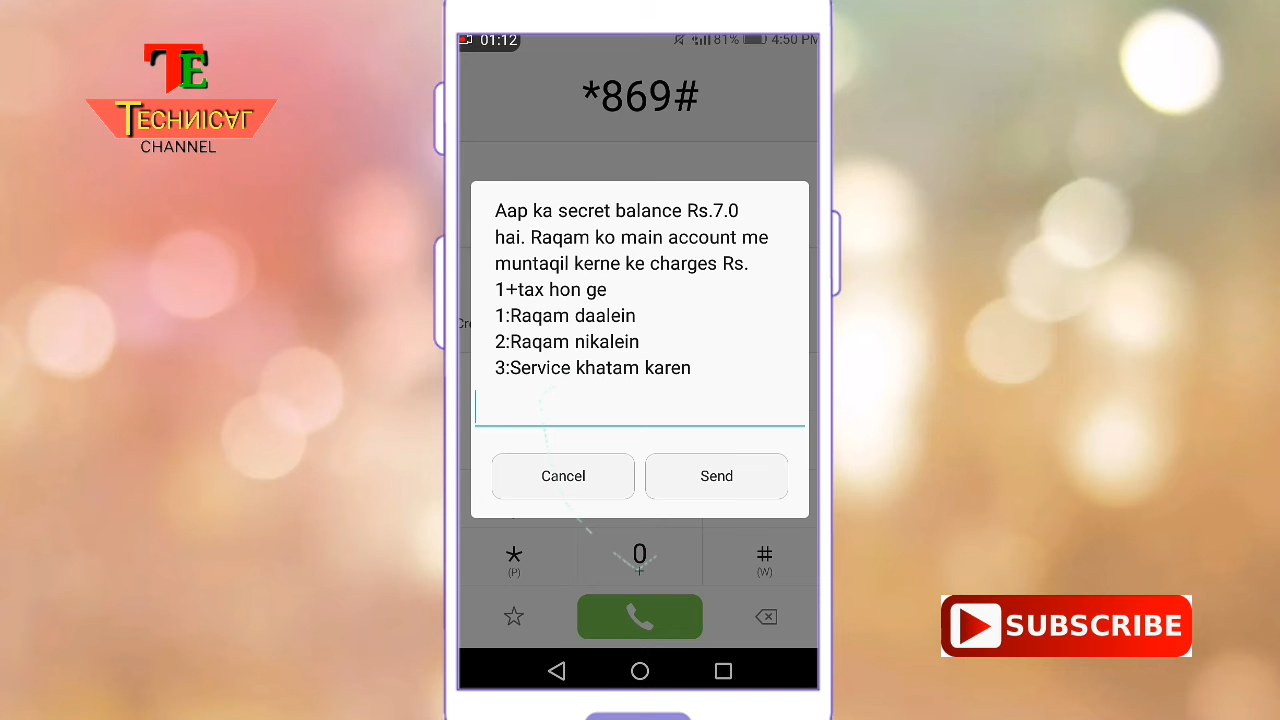 TE
TECHNICAL
CHANNEL
01:12
81% 4:50 PM
*869#
Aap ka secret balance Rs.7.0
hai. Raqam ko main account me
muntaqil kerne ke charges Rs.
1+tax hon ge
1:Raqam daalein
2:Raqam nikalein
3:Service khatam karen
Cancel Send
* 0 #
(P) + (W)
SUBSCRIBE